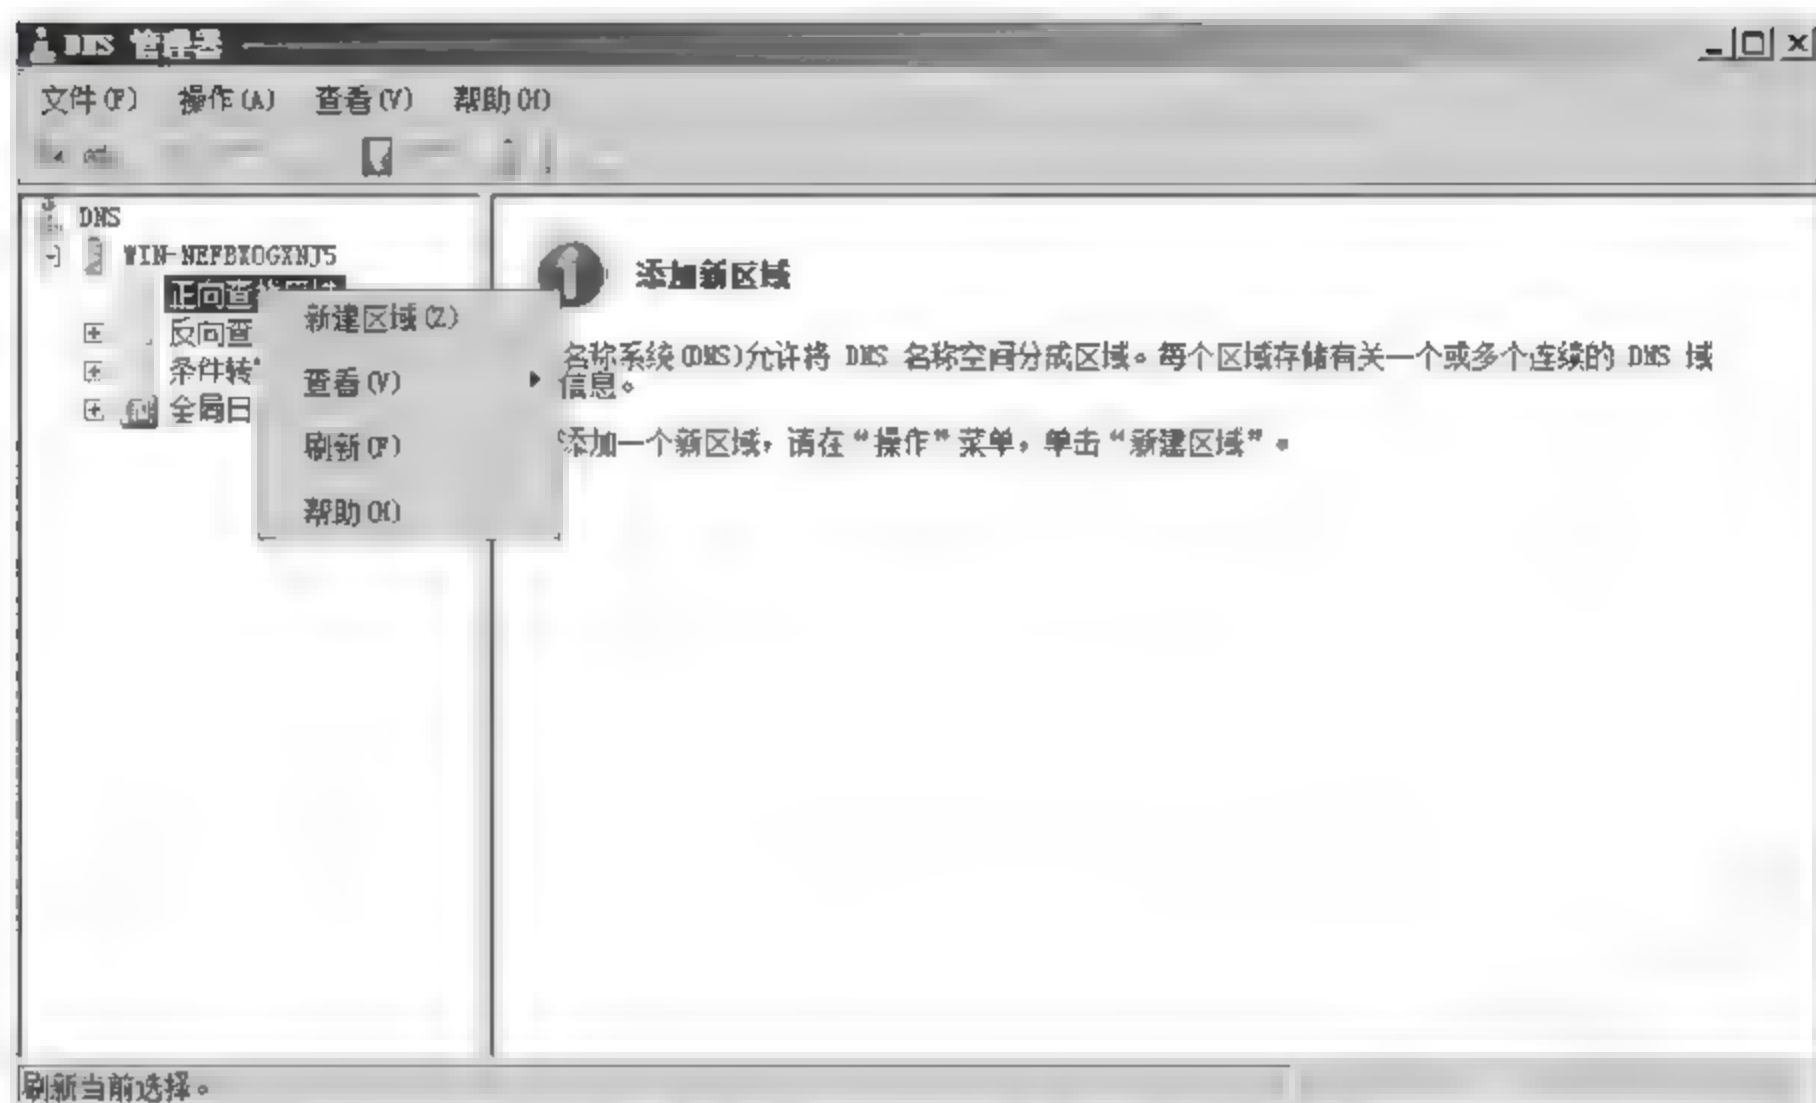 DNS 管理器
文件(F) 操作(A) 查看(V) 帮助(H)
DNS
WIN-NEFBXOGXNJ5
正向查找区域
反向查
条件转
全局日
新建区域(Z)
查看(V)
刷新(F)
帮助(H)
添加新区域
名称系统(DNS)允许将 DNS 名称空间分成区域。每个区域存储有关一个或多个连续的 DNS 域
信息。
添加一个新区域，请在“操作”菜单，单击“新建区域”。
刷新当前选择。